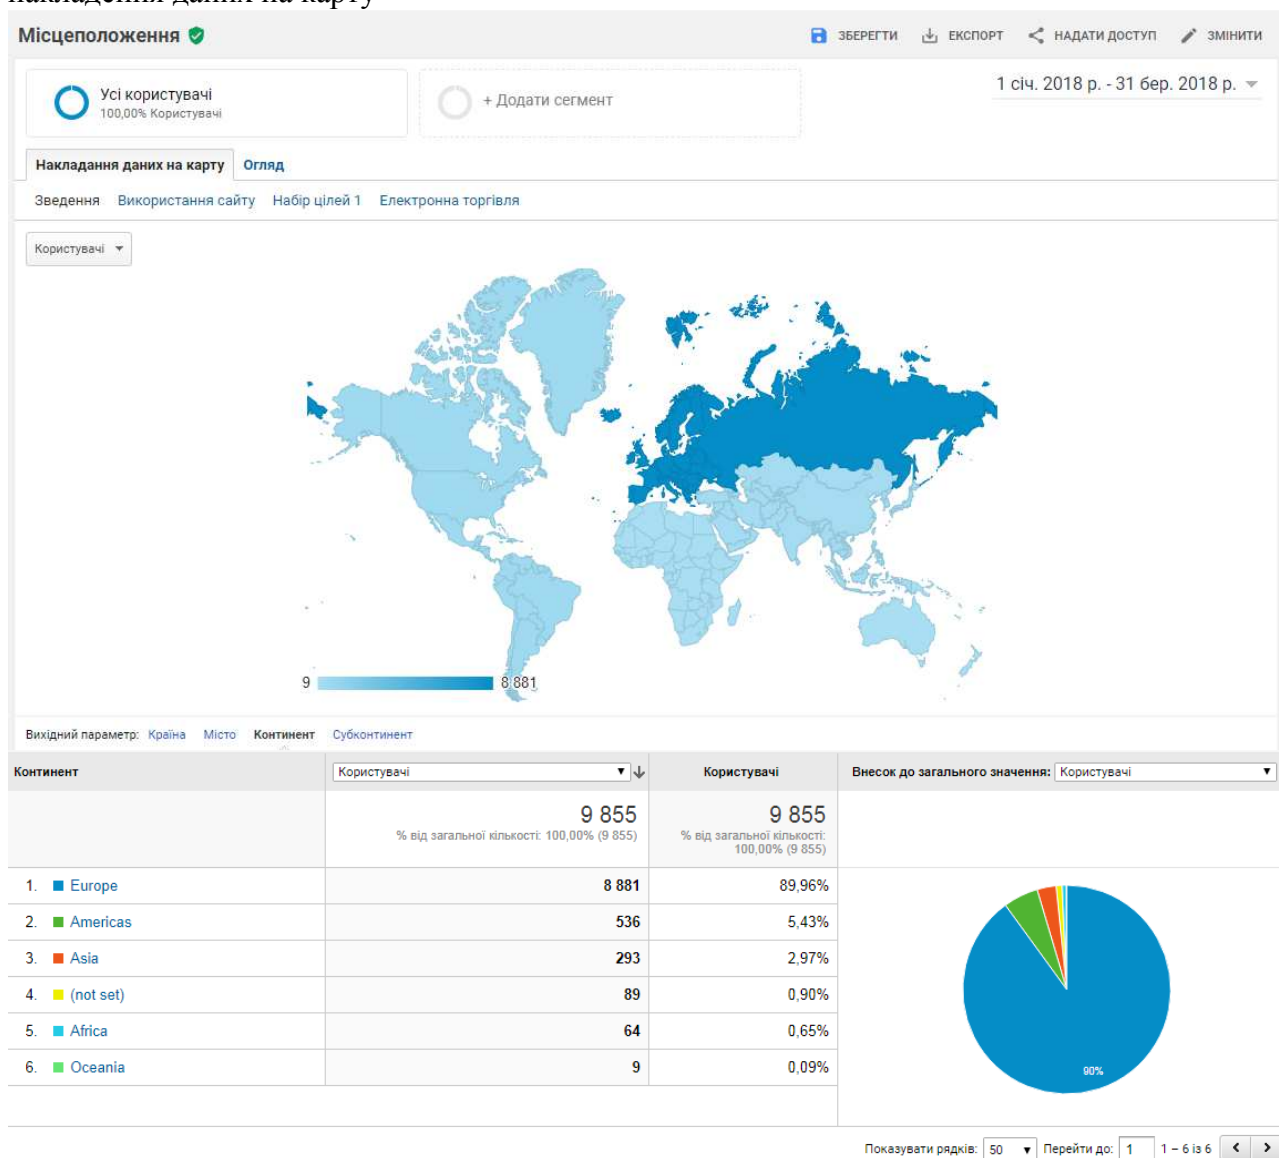 накладення даних на карту
Місцеположення
ЗБЕРЕГТИ ЕКСПОРТ НАДАТИ ДОСТУП ЗМІНИТИ
Усі користувачі
100,00% Користувачі
+ Додати сегмент
1 січ. 2018 р. - 31 бер. 2018 р.
Накладання даних на карту Огляд
Зведення Використання сайту Набір цілей 1 Електронна торгівля
Користувачі
9 8 881
Вихідний параметр: Країна Місто Континент Субконтинент
Континент Користувачі Користувачі Внесок до загального значення: Користувачі
9 855 9 855
% від загальної кількості: 100,00% (9 855) % від загальної кількості:
100,00% (9 855)
1. Europe 8 881 89,96%
2. Americas 536 5,43%
3. Asia 293 2,97%
4. (not set) 89 0,90%
5. Africa 64 0,65%
6. Oceania 9 0,09%
90%
Показувати рядків: 50 Перейти до: 1 1 – 6 із 6